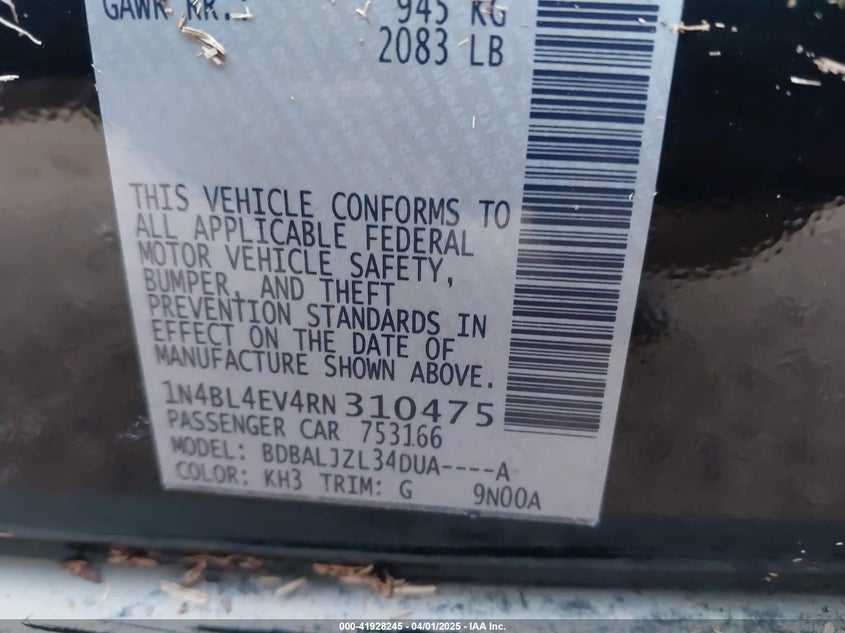 GAWR RR.: 945 KG
2083 LB
THIS VEHICLE CONFORMS TO
ALL APPLICABLE FEDERAL
MOTOR VEHICLE SAFETY,
BUMPER, AND THEFT
PREVENTION STANDARDS IN
EFFECT ON THE DATE OF
MANUFACTURE SHOWN ABOVE.
1N4BL4EV4RN310475
PASSENGER CAR 753166
MODEL: BDBALJZL34DUA----A
COLOR: KH3 TRIM: G 9N00A
000-41928245 - 04/01/2025 - IAA Inc.